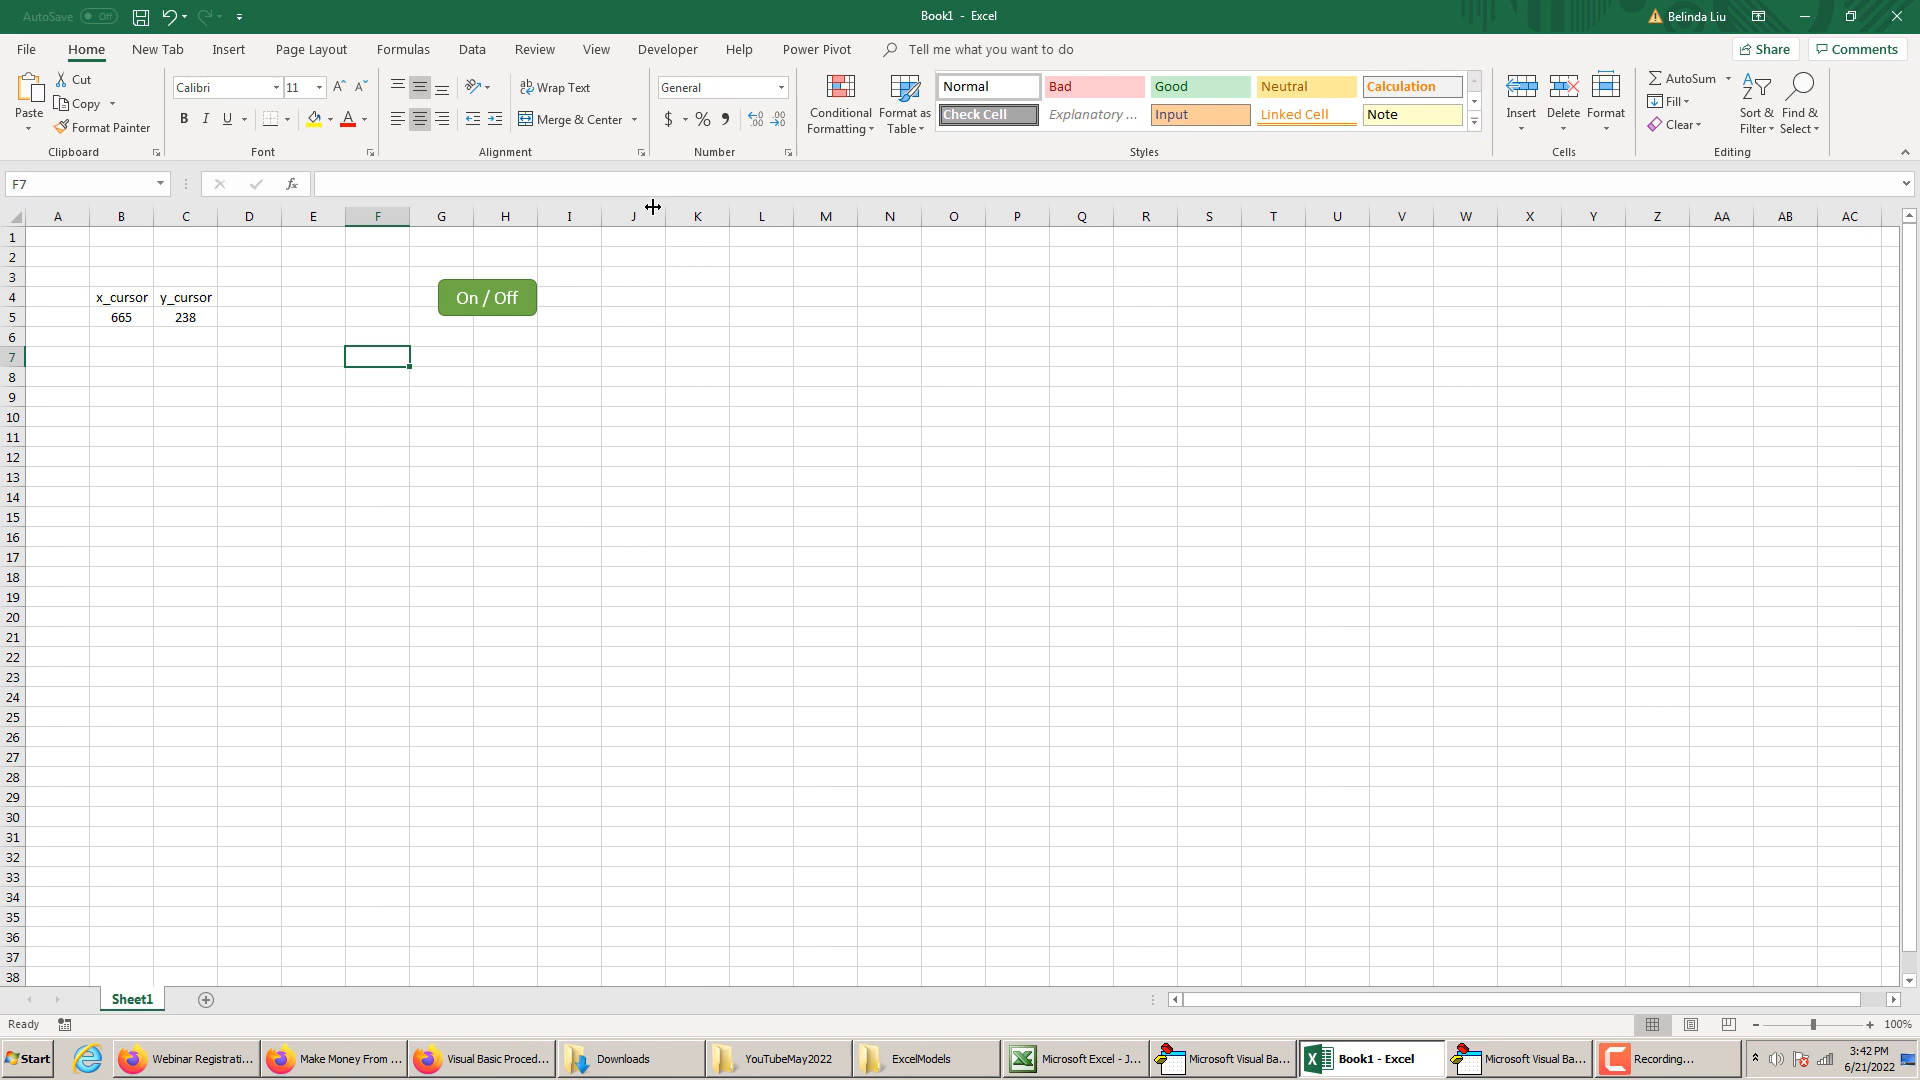 AutoSave Off
Book1 - Excel
Belinda Liu
File Home New Tab Insert Page Layout Formulas Data Review View Developer Help Power Pivot Tell me what you want to do
Share Comments
Paste
Cut
Copy
Format Painter
Clipboard
Calibri 11
B I U
Font
Wrap Text
Merge & Center
Alignment
General
$ % ,
Number
Conditional Formatting
Format as Table
Normal Bad Good Neutral Calculation
Check Cell Explanatory ... Input Linked Cell Note
Styles
Insert Delete Format
Cells
AutoSum
Fill
Clear
Sort & Filter
Find & Select
Editing
F7 fx
A B C D E F G H I J K L M N O P Q R S T U V W X Y Z AA AB AC
1
2
3
4 x_cursor y_cursor On / Off
5 665 238
6
7
8
9
10
11
12
13
14
15
16
17
18
19
20
21
22
23
24
25
26
27
28
29
30
31
32
33
34
35
36
37
38
Sheet1
Ready 100%
Start Webinar Registrati... Make Money From ... Visual Basic Proced... Downloads YouTubeMay2022 ExcelModels Microsoft Excel - J... Microsoft Visual Ba... Book1 - Excel Microsoft Visual Ba... Recording...
3:42 PM
6/21/2022